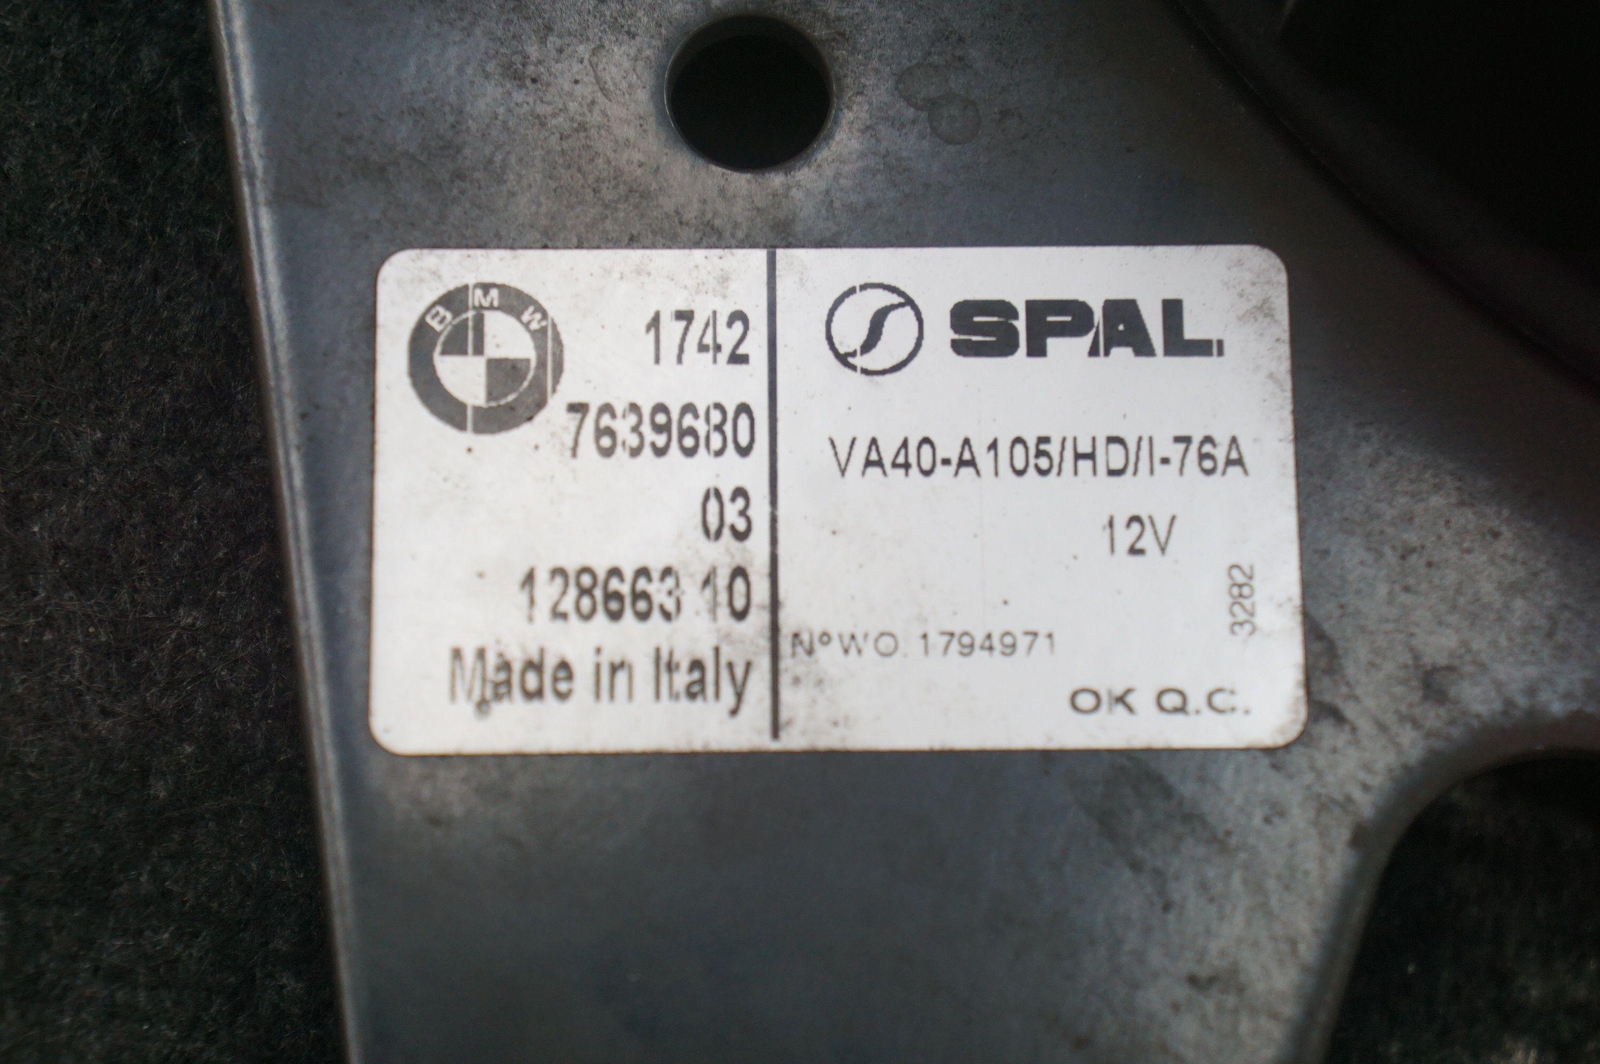 BMW
1742
7639680
03
128663 10
Made in Italy
SPAL.
VA40-A105/HD/I-76A
12V
3282
N°WO. 1794971
OK Q.C.